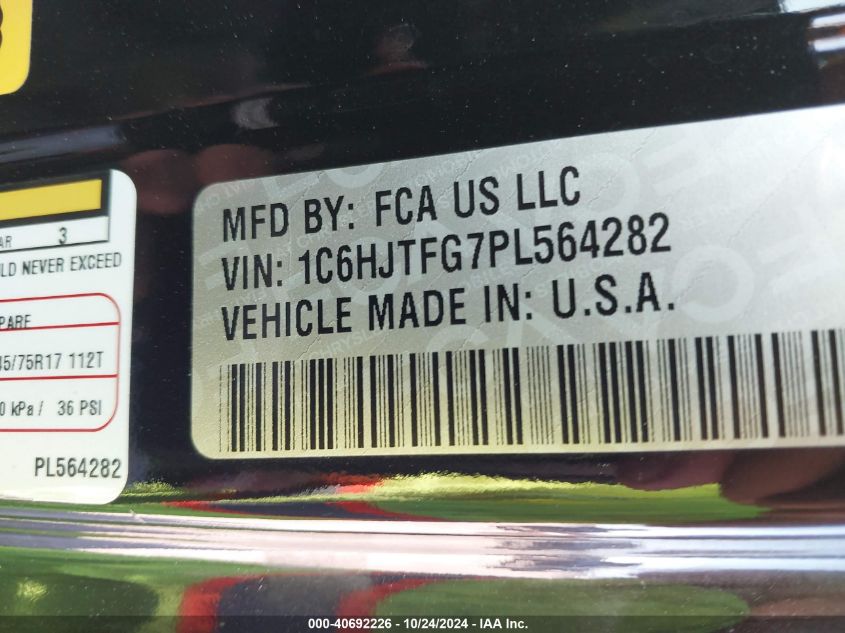 3
AR 3
LD NEVER EXCEED
PARE
5/75R17 112T
0 kPa / 36 PSI
PL564282
MFD BY: FCA US LLC
VIN: 1C6HJTFG7PL564282
VEHICLE MADE IN: U.S.A.
000-40692226 - 10/24/2024 - IAA Inc.